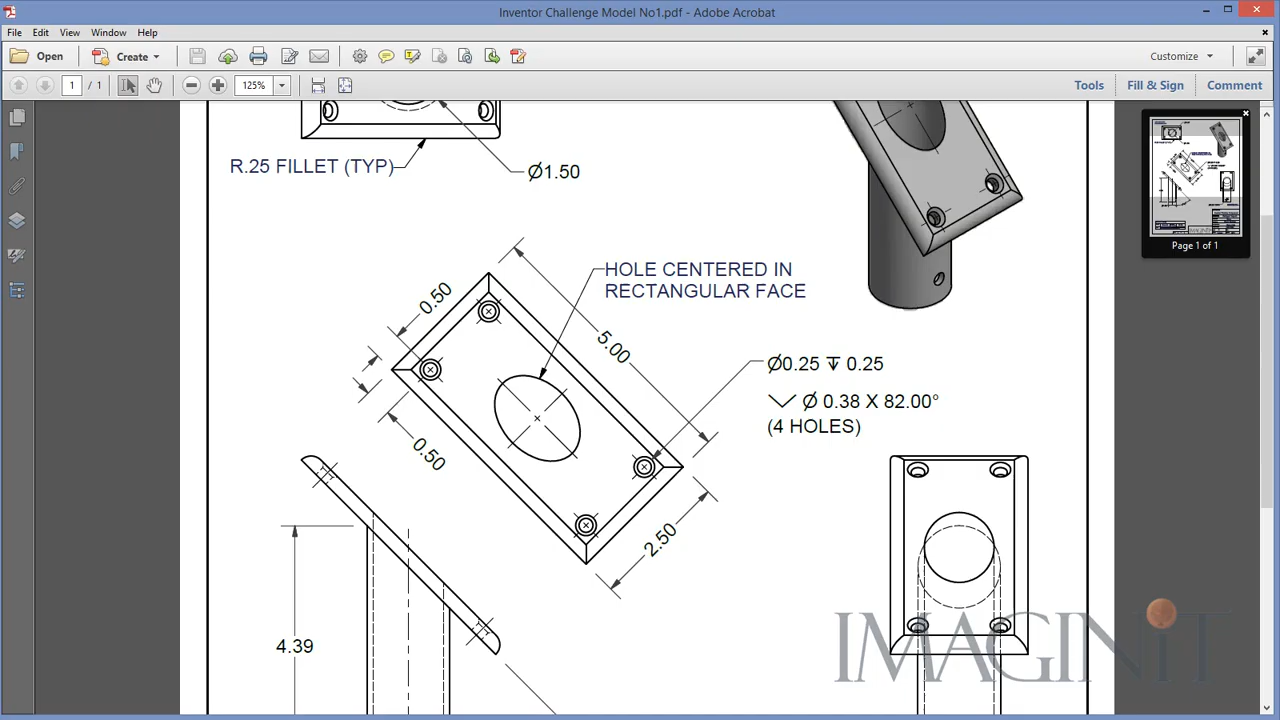 Inventor Challenge Model No1.pdf - Adobe Acrobat
File Edit View Window Help
Open Create Customize
1 / 1 125% Tools Fill & Sign Comment
R.25 FILLET (TYP)
Ø1.50
HOLE CENTERED IN
RECTANGULAR FACE
0.50
5.00
Ø0.25 ↧ 0.25
⌵ Ø 0.38 X 82.00°
(4 HOLES)
0.50
2.50
4.39
IMAGINiT
Page 1 of 1